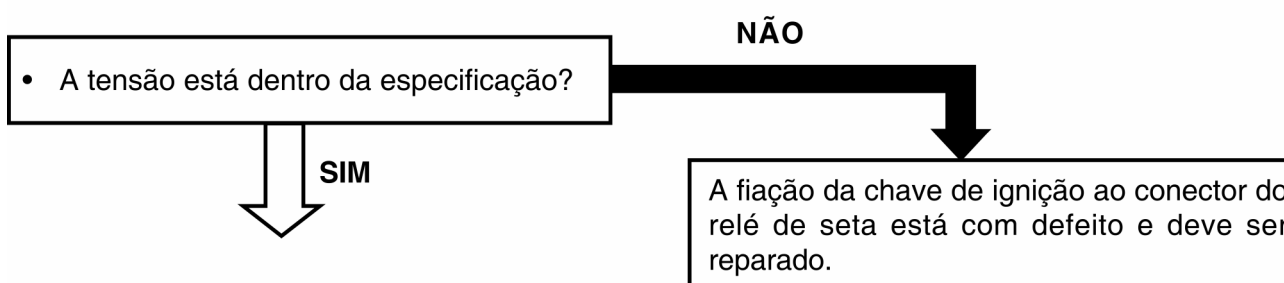 NÃO
• A tensão está dentro da especificação?
SIM
A fiação da chave de ignição ao conector do
relé de seta está com defeito e deve ser
reparado.